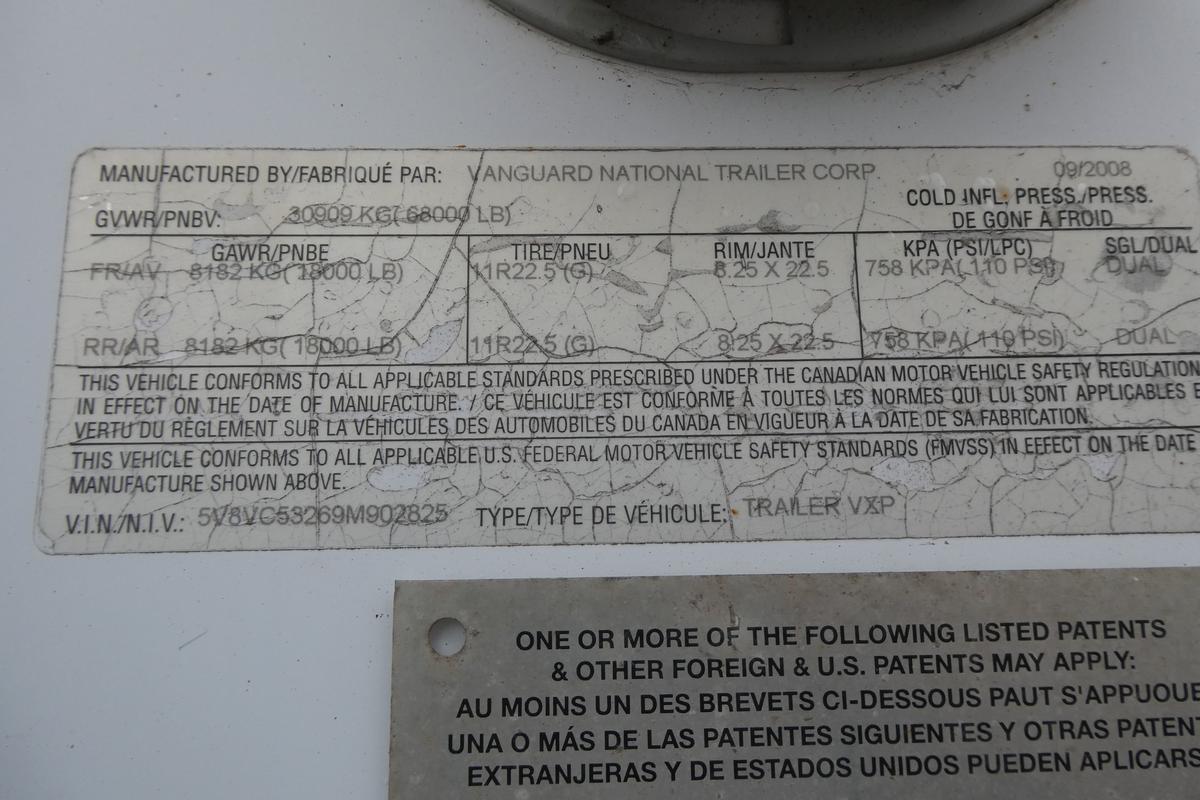 MANUFACTURED BY/FABRIQUÉ PAR: VANGUARD NATIONAL TRAILER CORP 09/2008
GVWR/PNBV: 30909 KG( 68000 LB) COLD INFL. PRESS./PRESS.
DE GONF À FROID
GAWR/PNBE TIRE/PNEU RIM/JANTE KPA (PSI/LPC) SGL/DUAL
FR/AV 8182 KG( 18000 LB) 11R22.5 (G) 8.25 X 22.5 758 KPA( 110 PSI) DUAL
RR/AR 8182 KG( 18000 LB) 11R22.5 (G) 8.25 X 22.5 758 KPA( 110 PSI) DUAL
THIS VEHICLE CONFORMS TO ALL APPLICABLE STANDARDS PRESCRIBED UNDER THE CANADIAN MOTOR VEHICLE SAFETY REGULATION
IN EFFECT ON THE DATE OF MANUFACTURE. / CE VÉHICULE EST CONFORME À TOUTES LES NORMES QUI LUI SONT APPLICABLES E
VERTU DU RÈGLEMENT SUR LA VÉHICULES DES AUTOMOBILES DU CANADA EN VIGUEUR À LA DATE DE SA FABRICATION.
THIS VEHICLE CONFORMS TO ALL APPLICABLE U.S. FEDERAL MOTOR VEHICLE SAFETY STANDARDS (FMVSS) IN EFFECT ON THE DATE
MANUFACTURE SHOWN ABOVE.
V.I.N./N.I.V.: 5V8VC53269M902825 TYPE/TYPE DE VÉHICULE: TRAILER VXP
ONE OR MORE OF THE FOLLOWING LISTED PATENTS
& OTHER FOREIGN & U.S. PATENTS MAY APPLY:
AU MOINS UN DES BREVETS CI-DESSOUS PAUT S'APPUQUE
UNA O MÁS DE LAS PATENTES SIGUIENTES Y OTRAS PATENT
EXTRANJERAS Y DE ESTADOS UNIDOS PUEDEN APLICARS